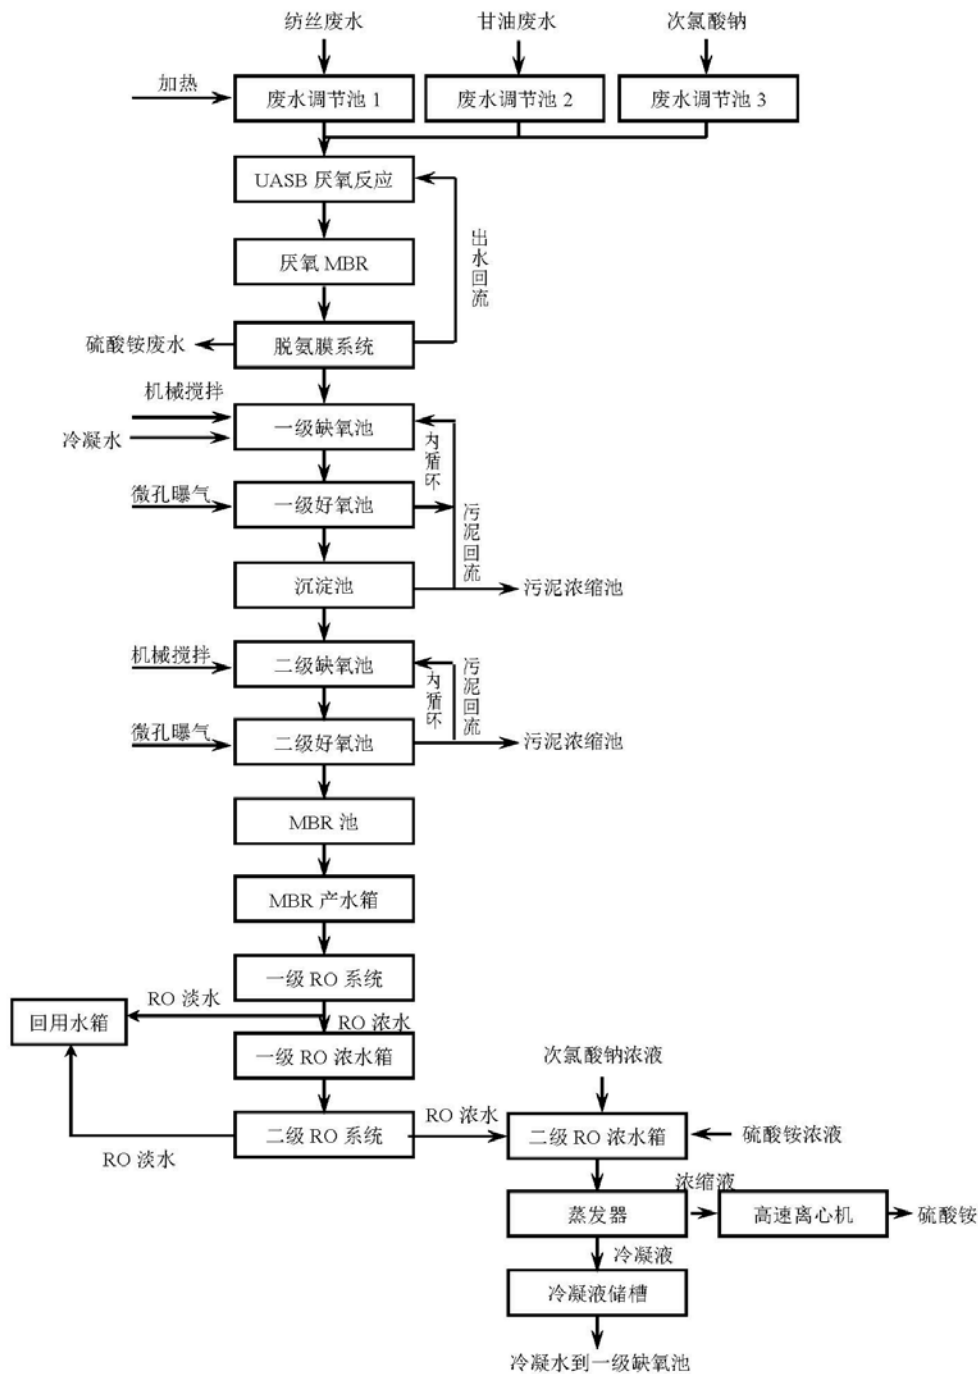 纺丝废水
甘油废水
次氯酸钠
加热
废水调节池 1
废水调节池 2
废水调节池 3
UASB 厌氧反应
出水回流
厌氧 MBR
硫酸铵废水
脱氨膜系统
机械搅拌
冷凝水
一级缺氧池
内循环
微孔曝气
一级好氧池
污泥回流
沉淀池
污泥浓缩池
机械搅拌
二级缺氧池
内循环
污泥回流
微孔曝气
二级好氧池
污泥浓缩池
MBR 池
MBR 产水箱
一级 RO 系统
RO 淡水
回用水箱
RO 浓水
一级 RO 浓水箱
次氯酸钠浓液
二级 RO 系统
RO 浓水
二级 RO 浓水箱
硫酸铵浓液
RO 淡水
浓缩液
蒸发器
高速离心机
硫酸铵
冷凝液
冷凝液储槽
冷凝水到一级缺氧池